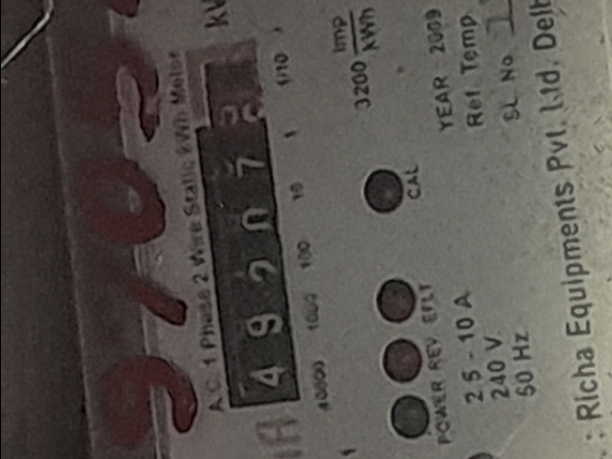 A.C. 1 Phase 2 Wire Static kWh Meter
4 9 2 0 7
10000 1000 100 10 1 1/10
3200 Imp
kWh
CAL
POWER REV EFLT
2.5 - 10 A
240 V.
50 Hz
YEAR 2009
Ref. Temp.
SL. No.
Richa Equipments Pvt. Ltd. Delh